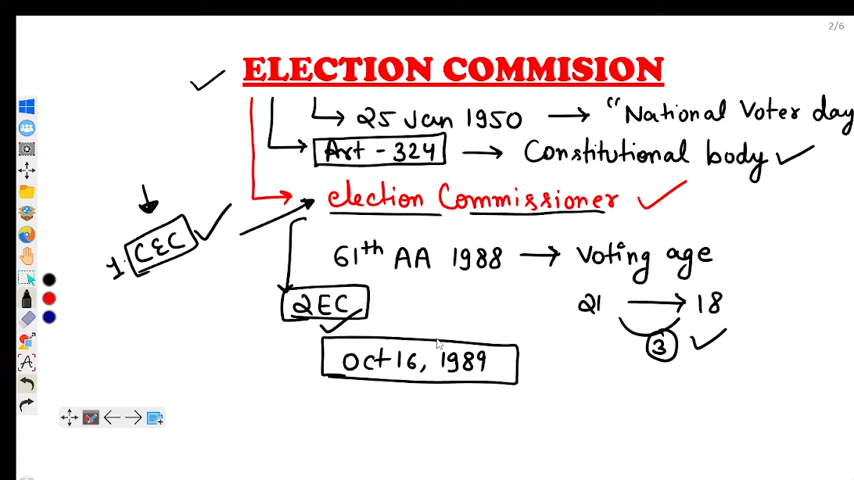 2/6
ELECTION COMMISION
25 Jan 1950 → "National Voter day
Art-324 → Constitutional body
election Commissioner
1. CEC
61th AA 1988 → Voting age
2EC
21 → 18
3
Oct 16, 1989